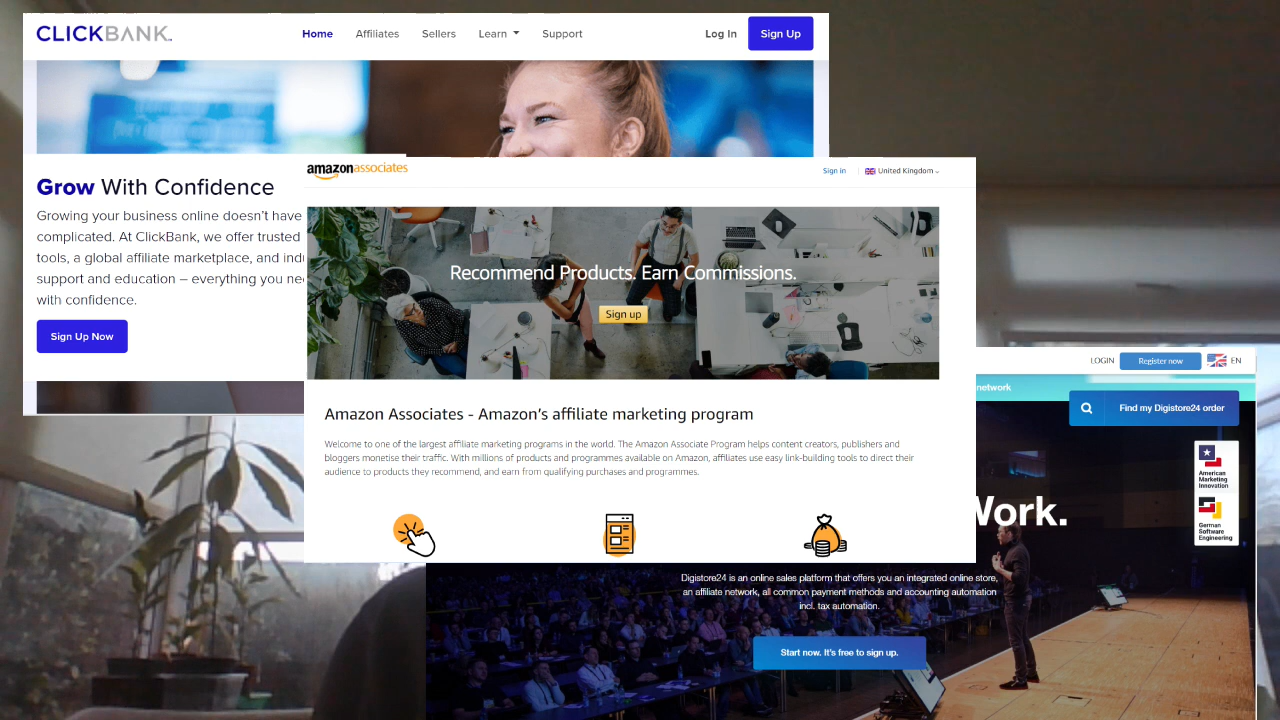 CLICKBANK
Home Affiliates Sellers Learn Support
Log In Sign Up
Grow With Confidence
Growing your business online doesn't have
complicated. At ClickBank, we offer trusted
tools, a global affiliate marketplace, and
support and education – everything you
with confidence.
Sign Up Now
amazonassociates
Sign in United Kingdom
Recommend Products. Earn Commissions.
Sign up
Amazon Associates - Amazon's affiliate marketing program
Welcome to one of the largest affiliate marketing programs in the world. The Amazon Associate Program helps content creators, publishers and
bloggers monetise their traffic. With millions of products and programmes available on Amazon, affiliates use easy link-building tools to direct their
audience to products they recommend, and earn from qualifying purchases and programmes.
LOGIN Register now EN
network
Find my Digistore24 order
American
Marketing
Innovation
German
Software
Engineering
Work.
Digistore24 is an online sales platform that offers you an integrated online store,
an affiliate network, all common payment methods and accounting automation
incl. tax automation.
Start now. It's free to sign up.